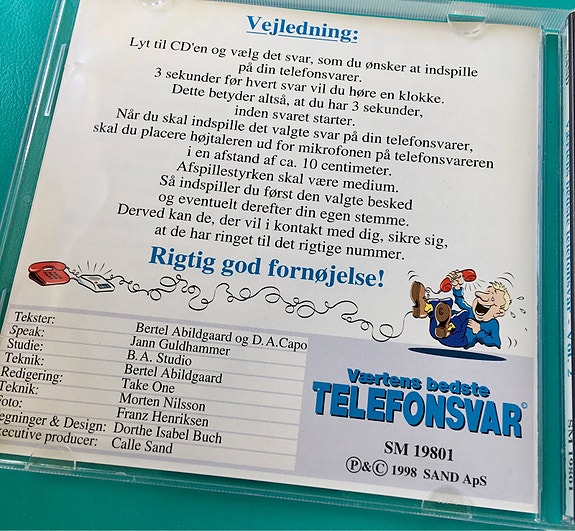 Vejledning:
Lyt til CD'en og vælg det svar, som du ønsker at indspille
på din telefonsvarer.
3 sekunder før hvert svar vil du høre en klokke.
Dette betyder altså, at du har 3 sekunder,
inden svaret starter.
Når du skal indspille det valgte svar på din telefonsvarer,
skal du placere højtaleren ud for mikrofonen på telefonsvareren
i en afstand af ca. 10 centimeter.
Afspillestyrken skal være medium.
Så indspiller du først den valgte besked
og eventuelt derefter din egen stemme.
Derved kan de, der vil i kontakt med dig, sikre sig,
at de har ringet til det rigtige nummer.
Rigtig god fornøjelse!
Tekster: Bertel Abildgaard og D.A.Capo
Speak: Jann Guldhammer
Studie: B.A. Studio
Teknik: Bertel Abildgaard
Redigering: Take One
Teknik: Morten Nilsson
Foto: Franz Henriksen
egninger & Design: Dorthe Isabel Buch
xecutive producer: Calle Sand
Værtens bedste
TELEFONSVAR©
SM 19801
Ⓟ&© 1998 SAND ApS
SM 19801